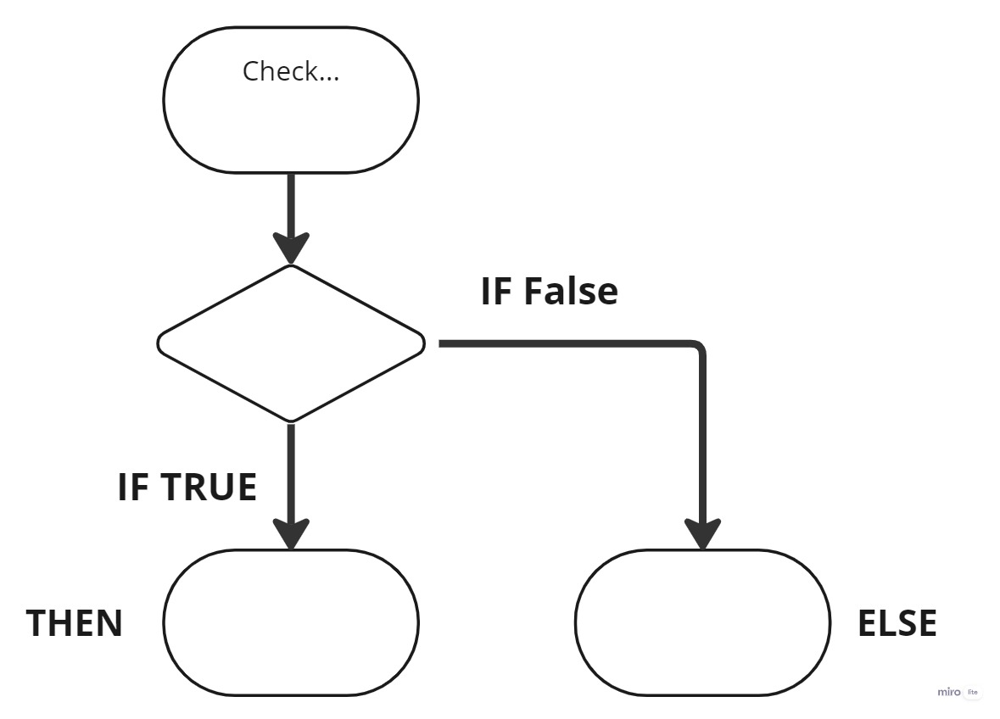 Check...
IF False
IF TRUE
THEN
ELSE
miro lite